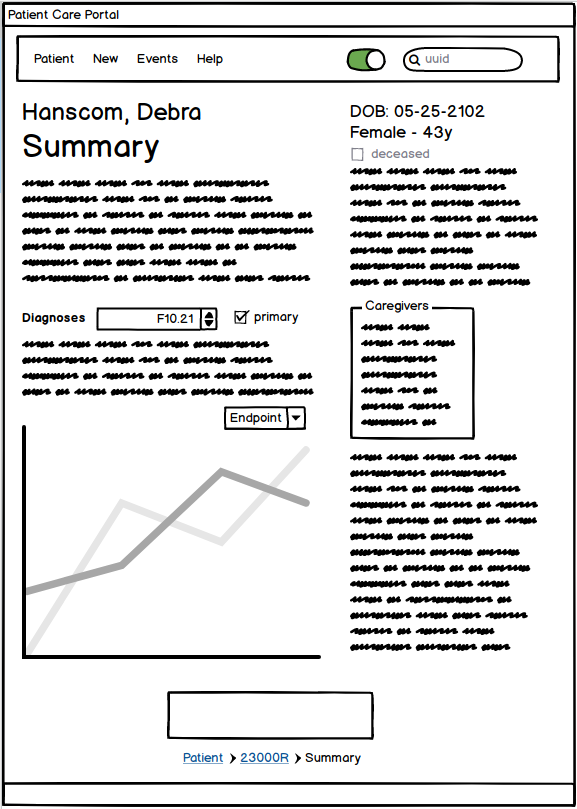 Patient Care Portal
Patient New Events Help uuid
Hanscom, Debra
Summary
DOB: 05-25-2102
Female - 43y
deceased
Diagnoses F10.21 primary
Caregivers
Endpoint
Patient > 23000R > Summary